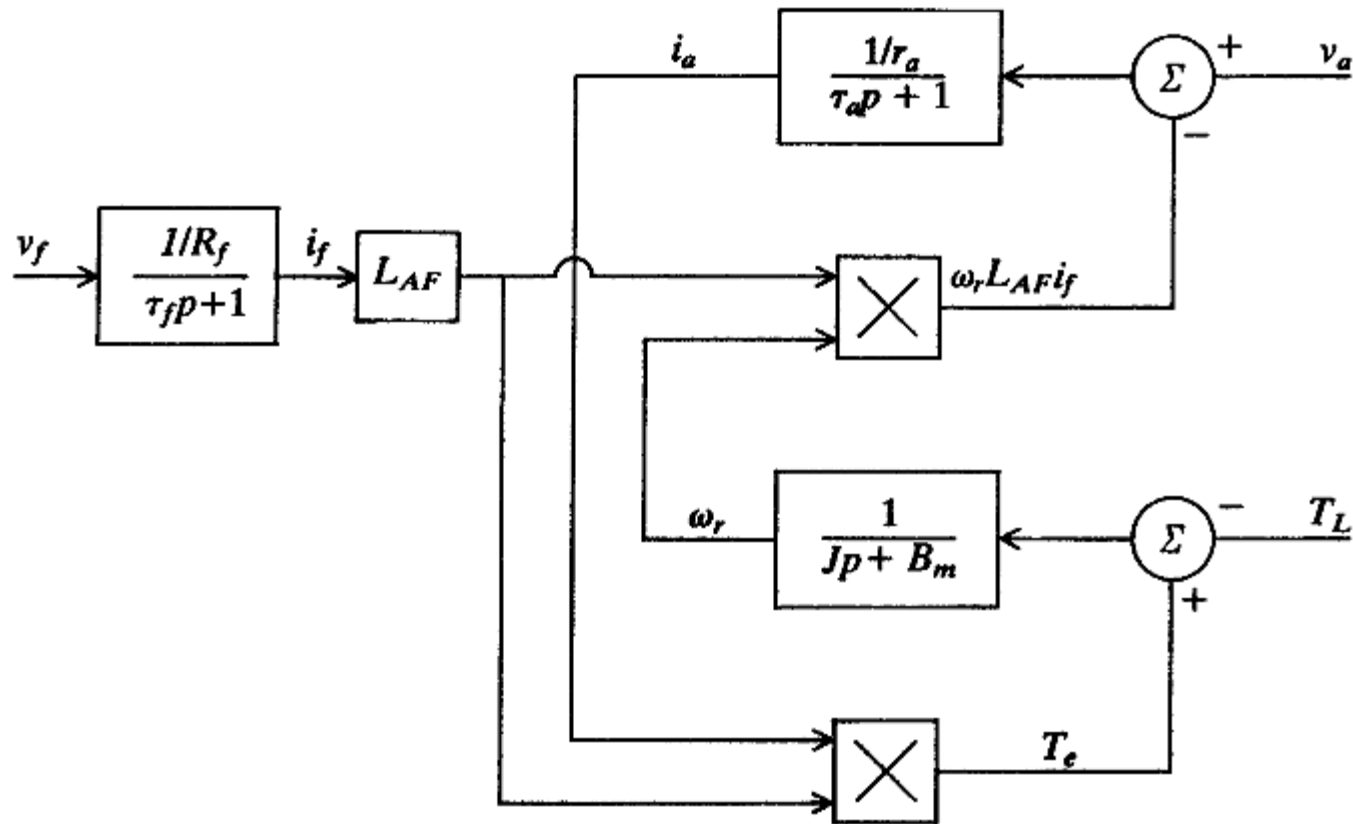 i_a
1/r_a
τ_a p + 1
Σ
+
v_a
−
v_f
1/R_f
τ_f p+1
i_f
L_AF
ω_r L_AF i_f
ω_r
1
Jp + B_m
Σ
−
T_L
+
T_e